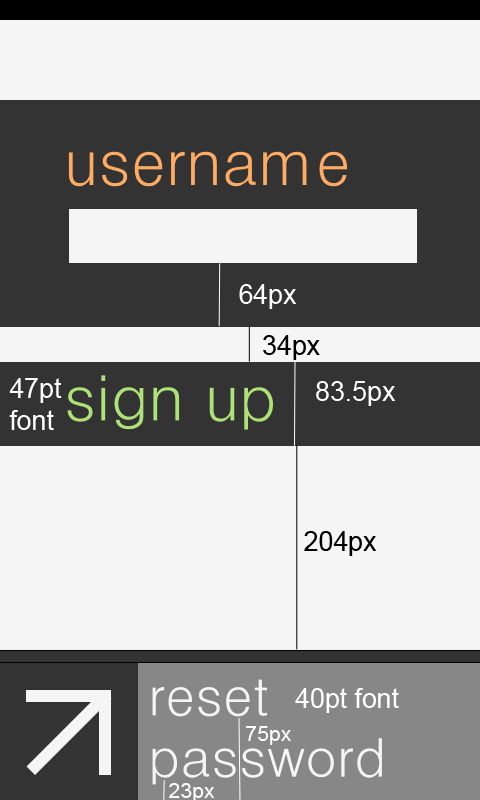 username
64px
34px
47pt
font
sign up
83.5px
204px
reset
40pt font
75px
password
23px